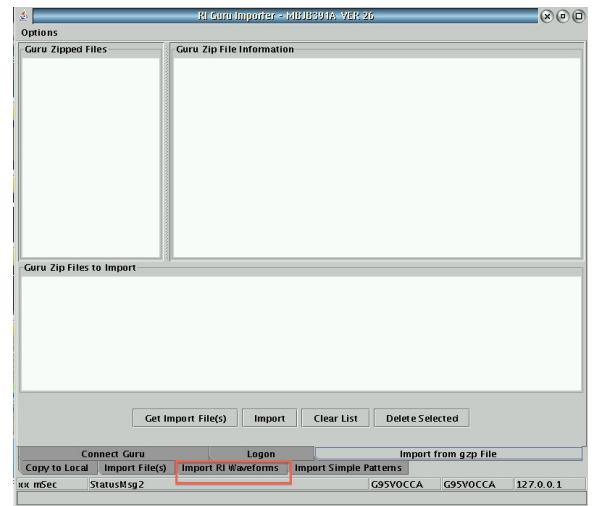 RI Guru Importer - MBJB391A VER 26
Options
Guru Zipped Files
Guru Zip File Information
Guru Zip Files to Import
Get Import File(s) Import Clear List Delete Selected
Connect Guru Logon Import from gzp File
Copy to Local Import File(s) Import RI Waveforms Import Simple Patterns
xx mSec StatusMsg2 G95VOCCA G95VOCCA 127.0.0.1